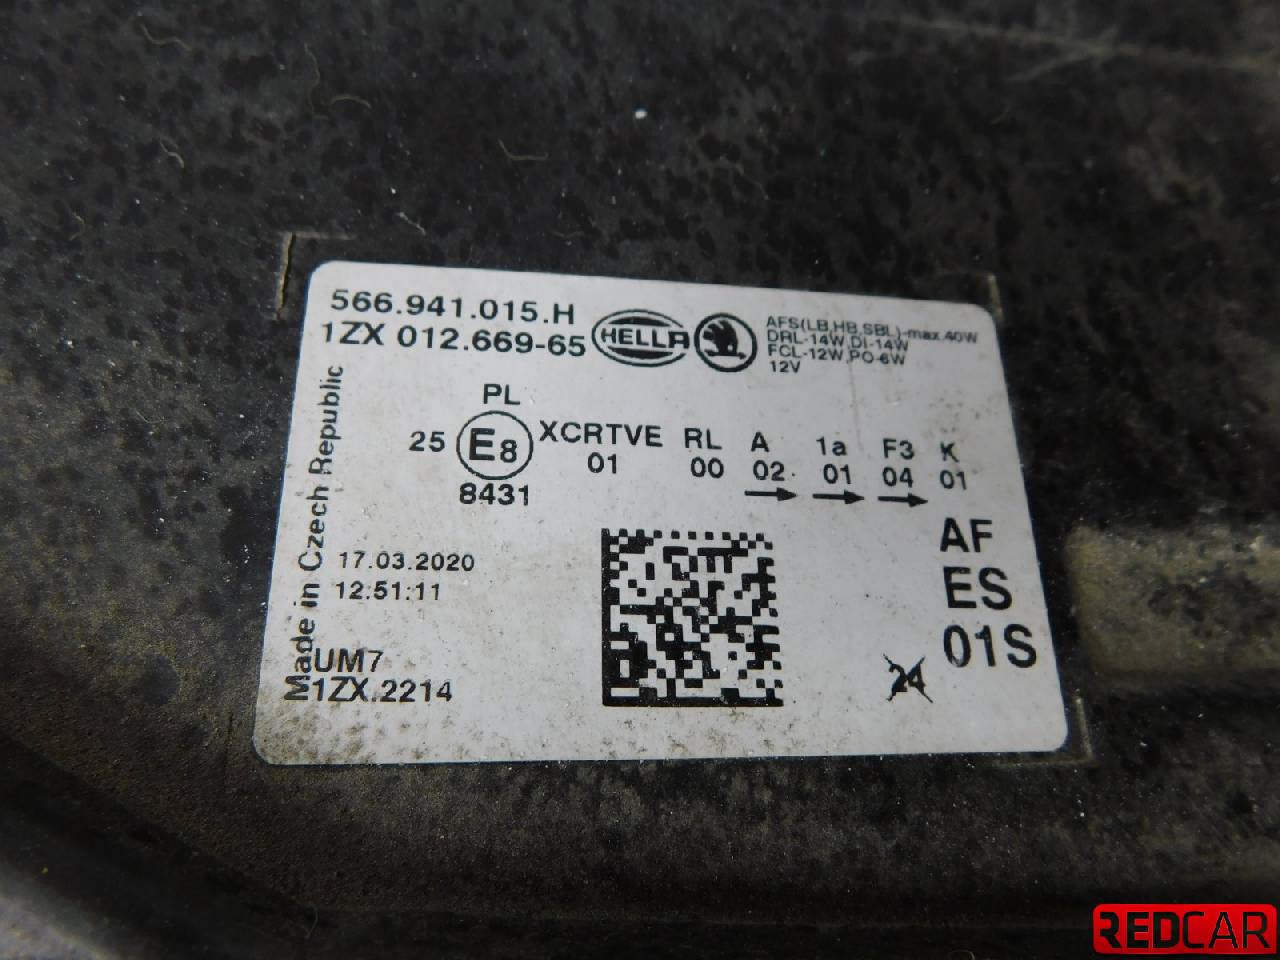 566.941.015.H
1ZX 012.669-65
HELLA
AFS(LB,HB,SBL)-max.40W
DRL-14W,DI-14W
FCL-12W,PO-6W
12V
PL
25 E8 XCRTVE RL A 1a F3 K
01 00 02 01 04 01
8431
Made in Czech Republic
17.03.2020
12:51:11
AF
ES
01S
UM7
1ZX.2214
24
REDCAR